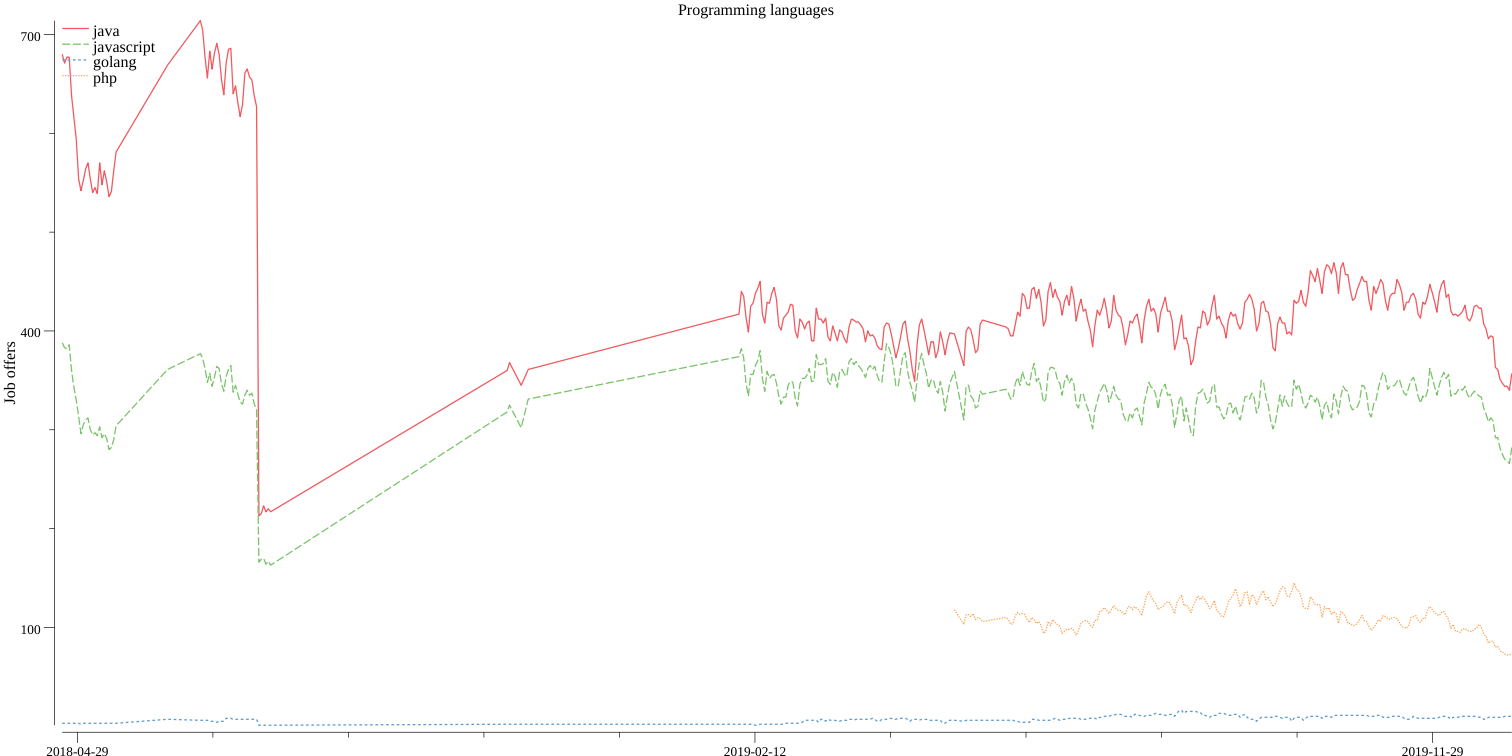 Programming languages
700
java
javascript
golang
php
400
Job offers
100
2018-04-29
2019-02-12
2019-11-29